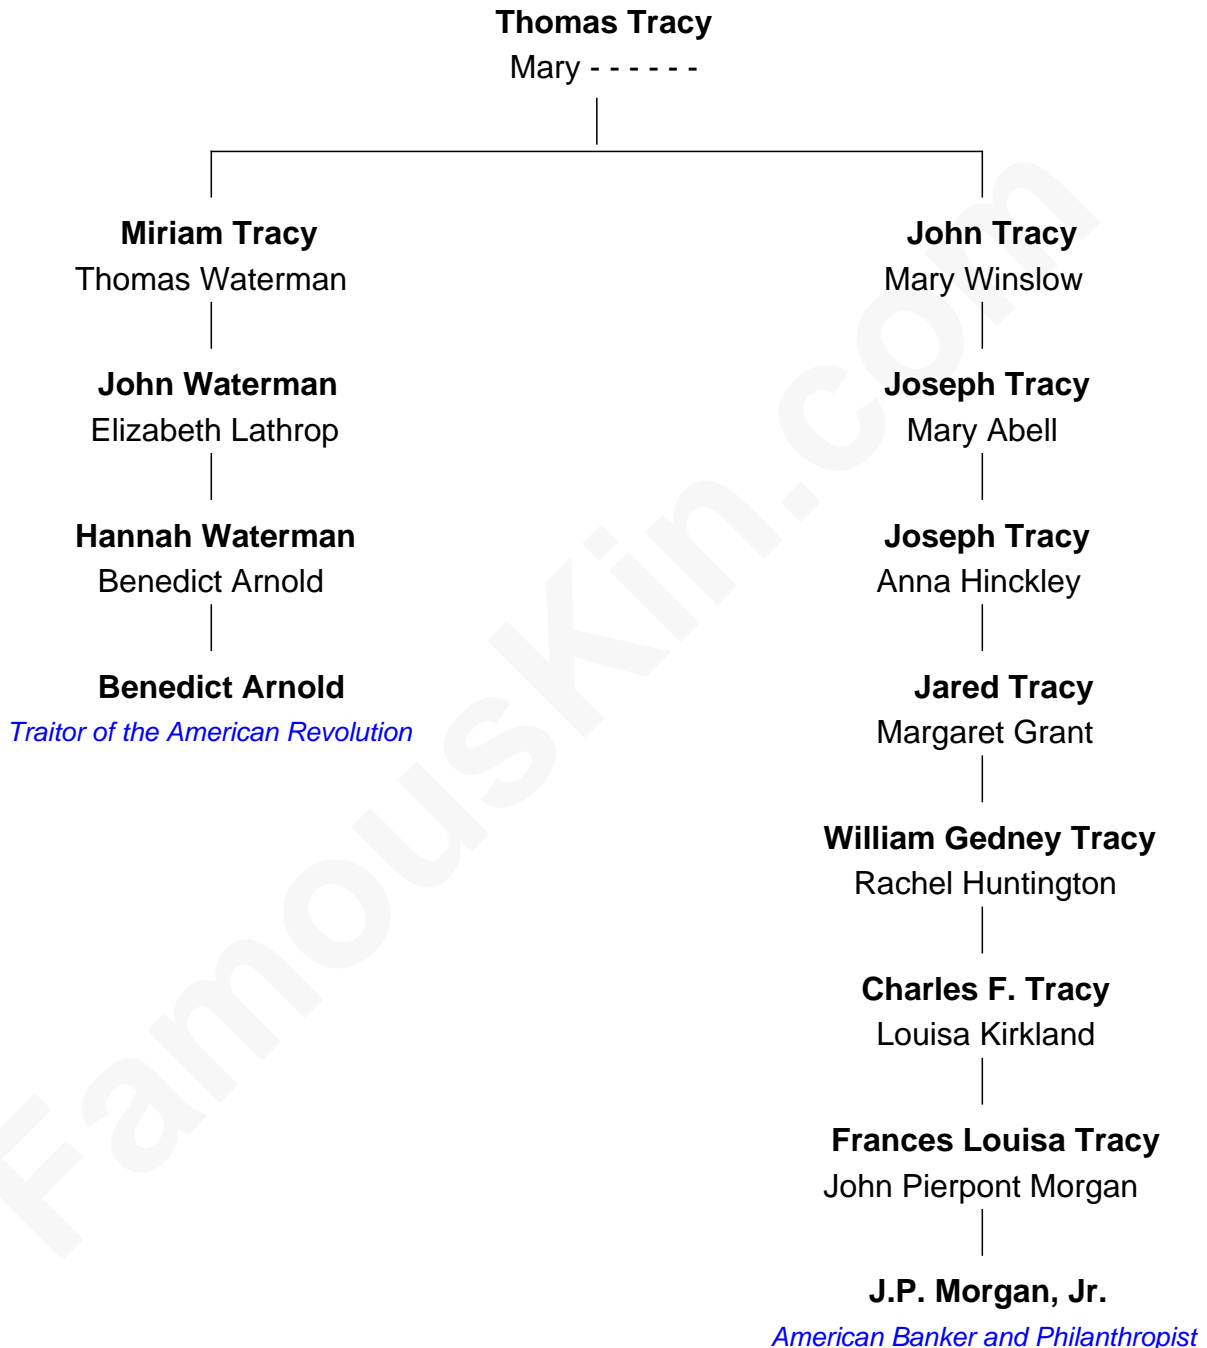 Thomas Tracy
Mary - - - - - -
Miriam Tracy
Thomas Waterman
John Waterman
Elizabeth Lathrop
Hannah Waterman
Benedict Arnold
Benedict Arnold
Traitor of the American Revolution
John Tracy
Mary Winslow
Joseph Tracy
Mary Abell
Joseph Tracy
Anna Hinckley
Jared Tracy
Margaret Grant
William Gedney Tracy
Rachel Huntington
Charles F. Tracy
Louisa Kirkland
Frances Louisa Tracy
John Pierpont Morgan
J.P. Morgan, Jr.
American Banker and Philanthropist
FamousKin.com